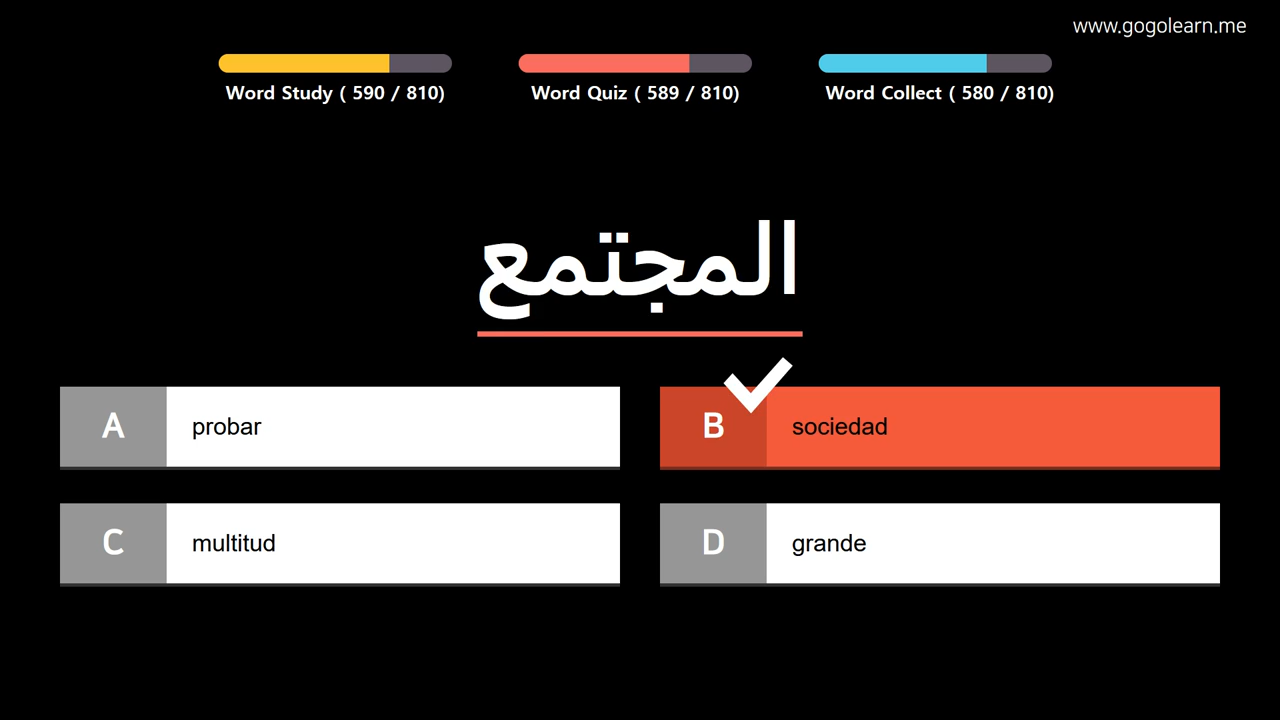 www.gogolearn.me
Word Study ( 590 / 810)
Word Quiz ( 589 / 810)
Word Collect ( 580 / 810)
المجتمع
A probar
B sociedad
C multitud
D grande